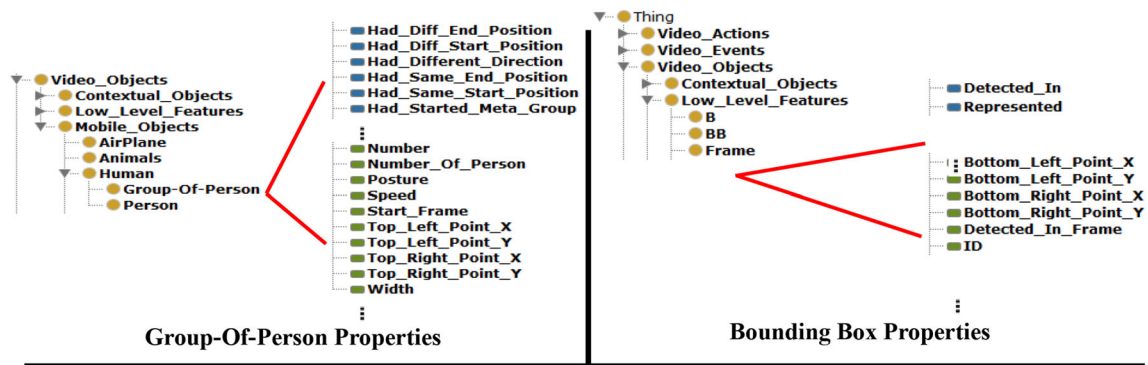 Video_Objects
Contextual_Objects
Low_Level_Features
Mobile_Objects
AirPlane
Animals
Human
Group-Of-Person
Person
Had_Diff_End_Position
Had_Diff_Start_Position
Had_Different_Direction
Had_Same_End_Position
Had_Same_Start_Position
Had_Started_Meta_Group
Number
Number_Of_Person
Posture
Speed
Start_Frame
Top_Left_Point_X
Top_Left_Point_Y
Top_Right_Point_X
Top_Right_Point_Y
Width
Group-Of-Person Properties
Thing
Video_Actions
Video_Events
Video_Objects
Contextual_Objects
Low_Level_Features
B
BB
Frame
Detected_In
Represented
Bottom_Left_Point_X
Bottom_Left_Point_Y
Bottom_Right_Point_X
Bottom_Right_Point_Y
Detected_In_Frame
ID
Bounding Box Properties